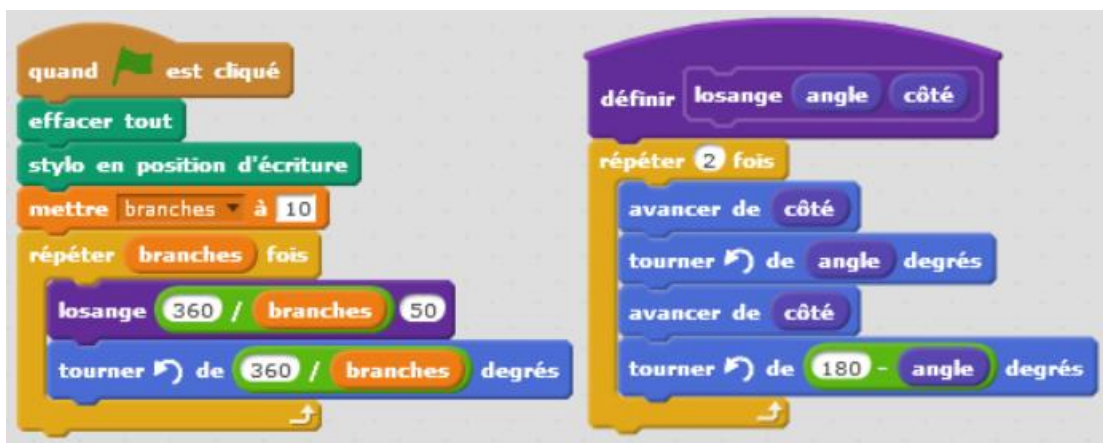 quand est cliqué
effacer tout
stylo en position d'écriture
mettre branches à 10
répéter branches fois
losange 360 / branches 50
tourner de 360 / branches degrés
définir losange angle côté
répéter 2 fois
avancer de côté
tourner de angle degrés
avancer de côté
tourner de 180 - angle degrés